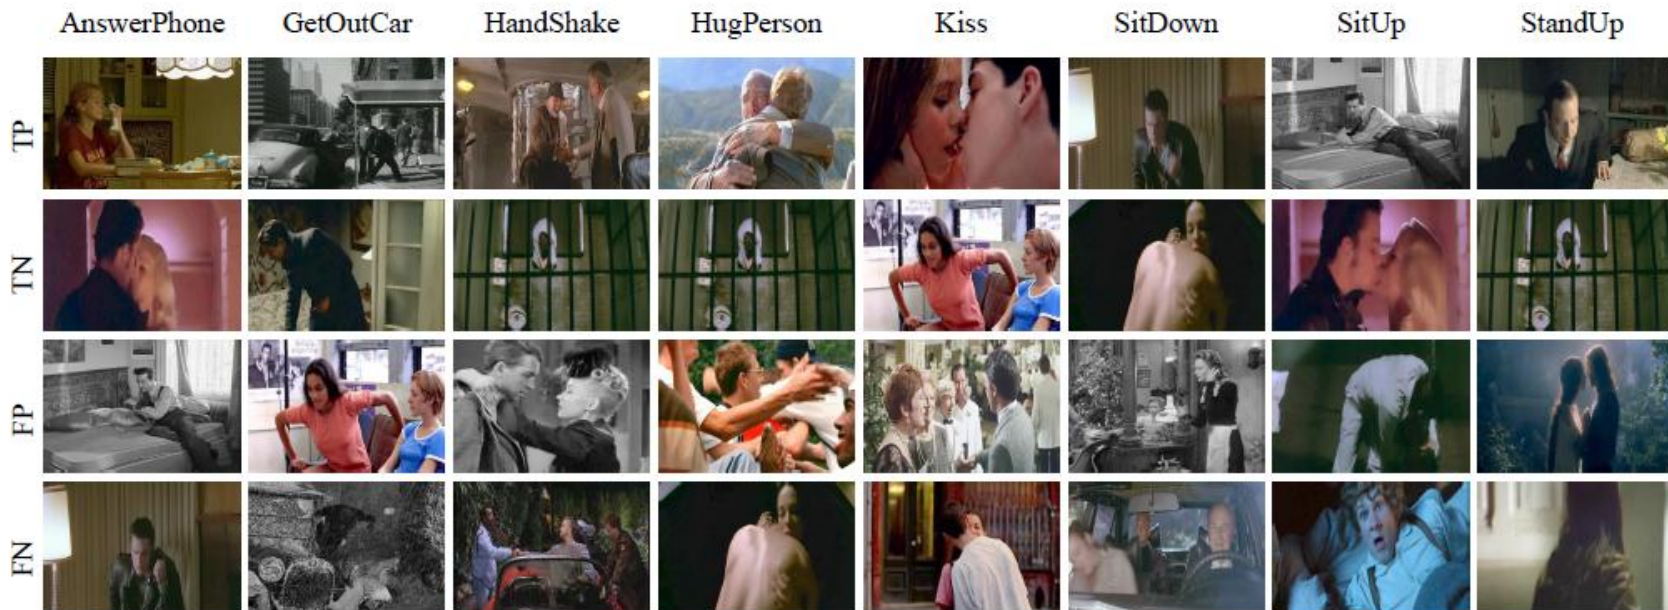 AnswerPhone GetOutCar HandShake HugPerson Kiss SitDown SitUp StandUp
TP
TN
FP
FN